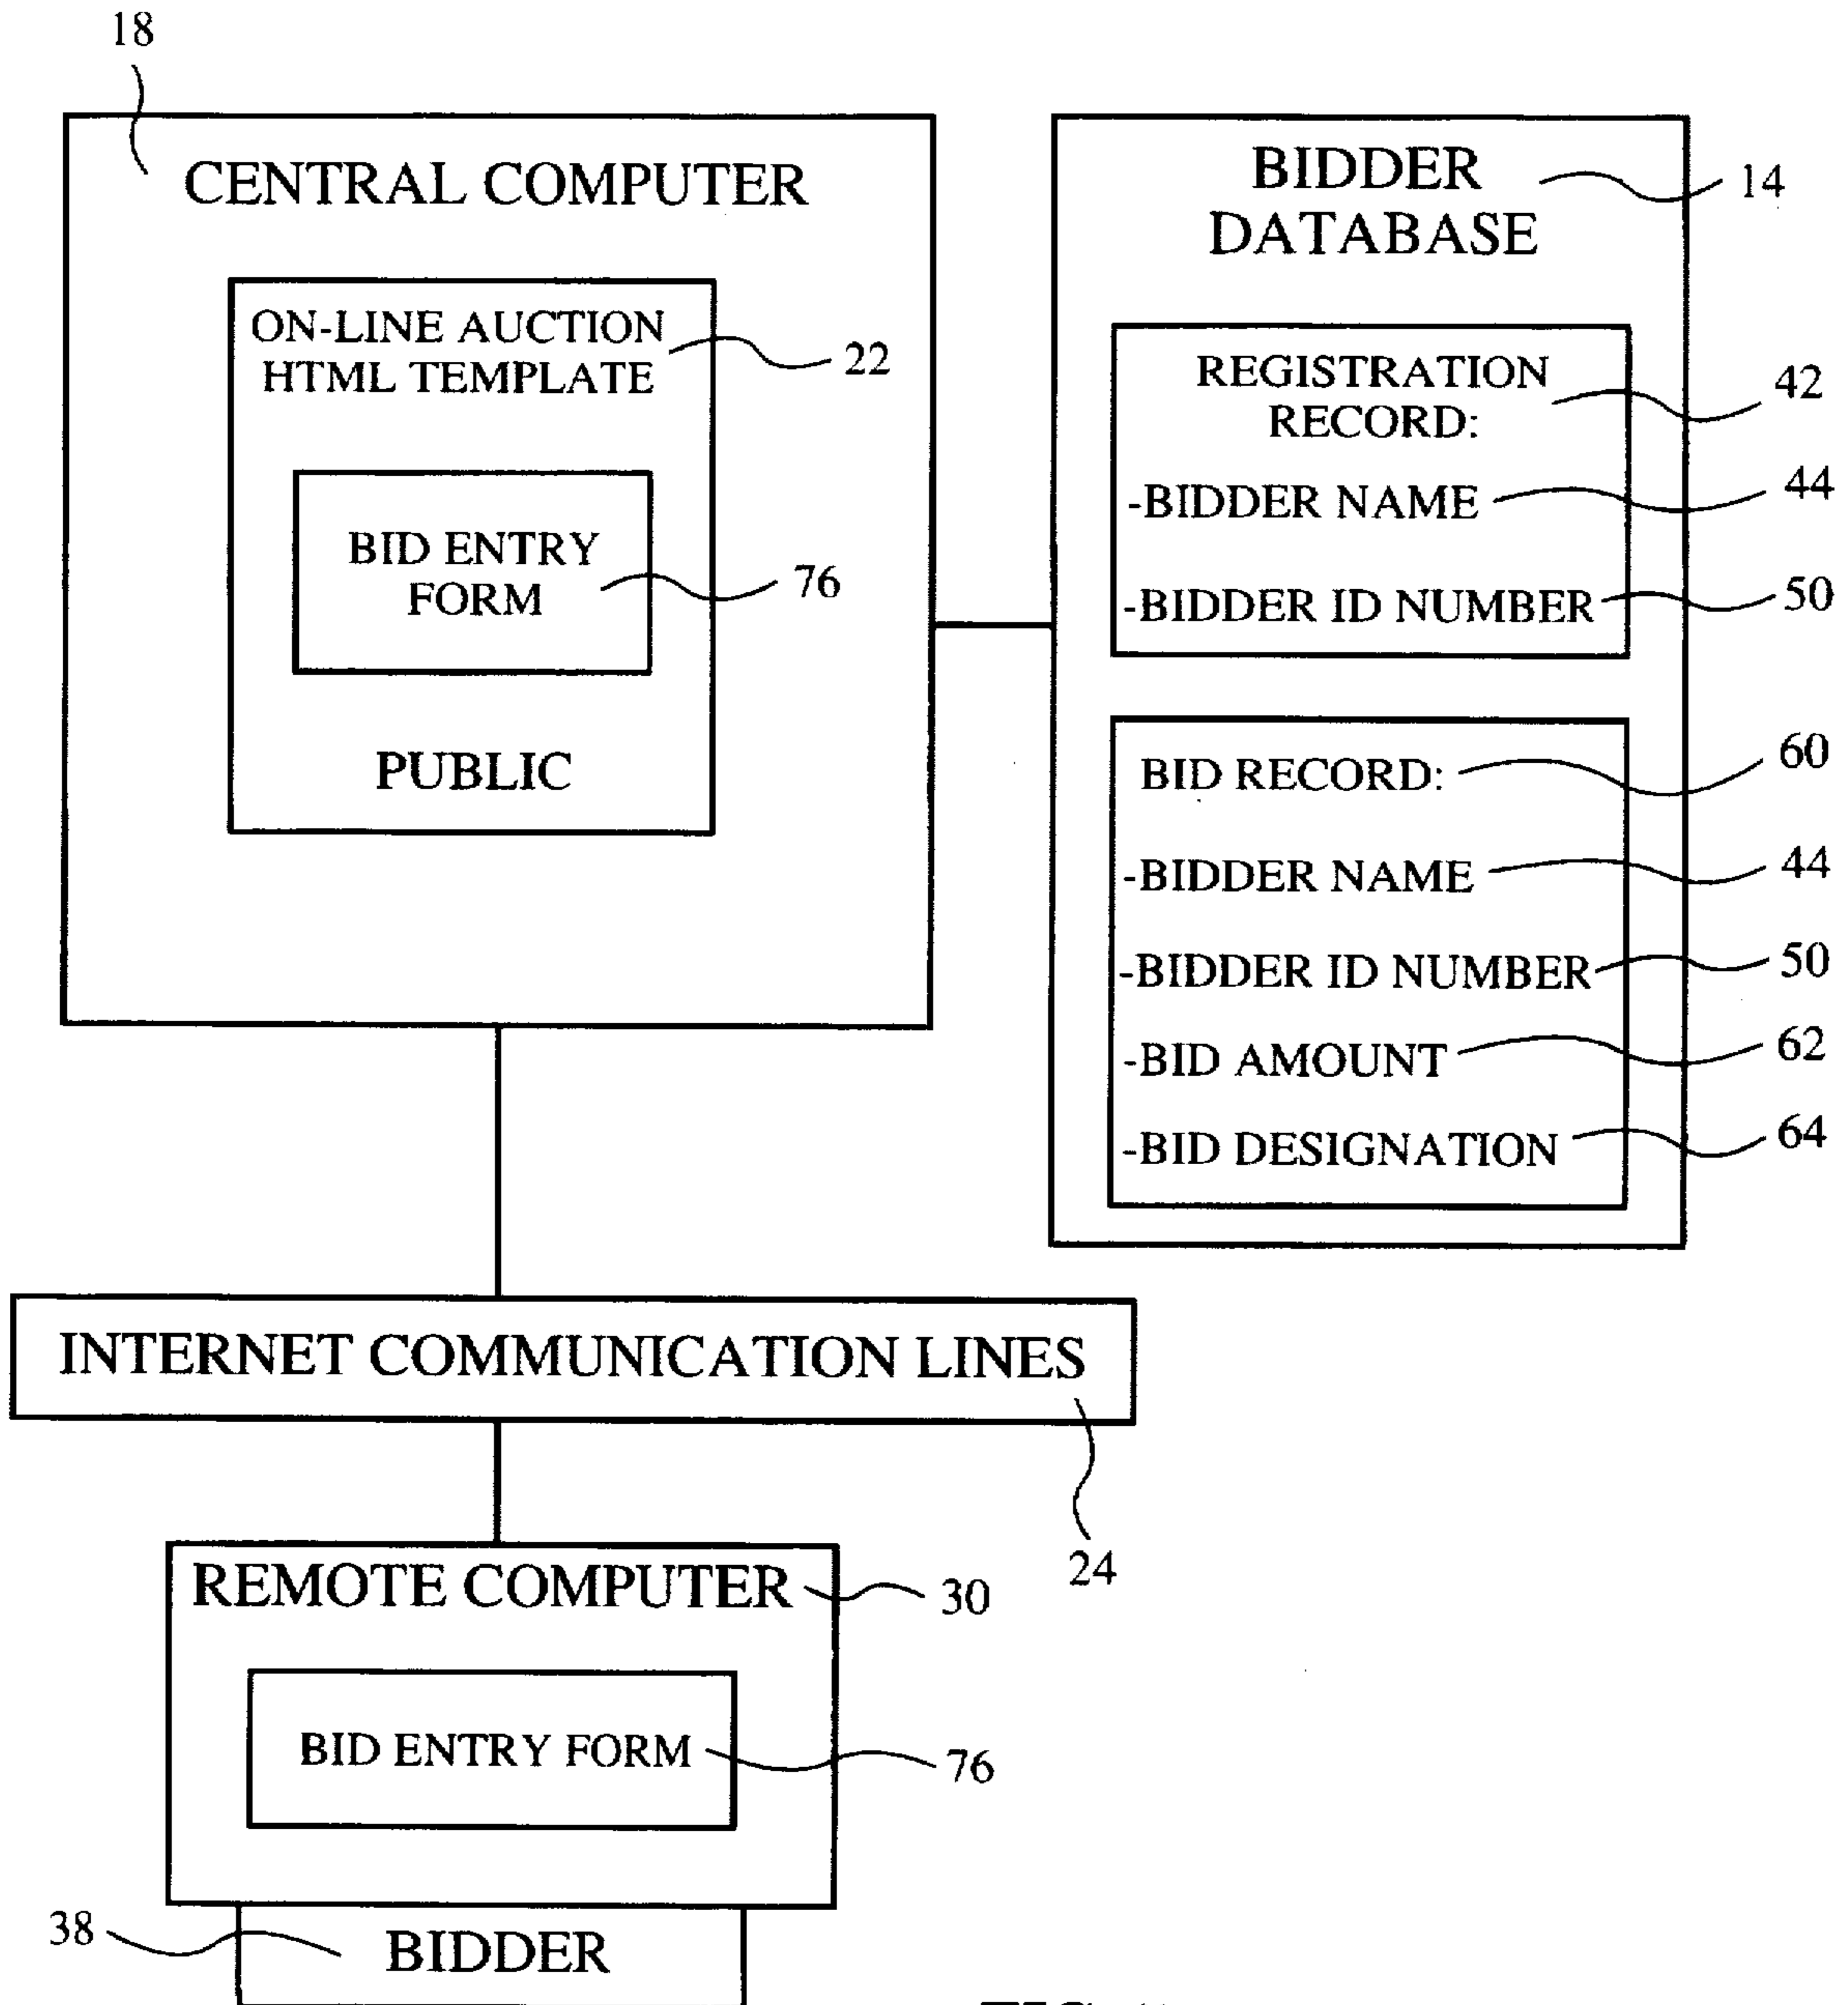 18
CENTRAL COMPUTER
ON-LINE AUCTION
HTML TEMPLATE
22
BID ENTRY
FORM
76
PUBLIC
BIDDER
DATABASE
14
REGISTRATION
RECORD:
42
-BIDDER NAME
44
-BIDDER ID NUMBER
50
BID RECORD:
60
-BIDDER NAME
44
-BIDDER ID NUMBER
50
-BID AMOUNT
62
-BID DESIGNATION
64
INTERNET COMMUNICATION LINES
24
REMOTE COMPUTER
30
BID ENTRY FORM
76
38
BIDDER